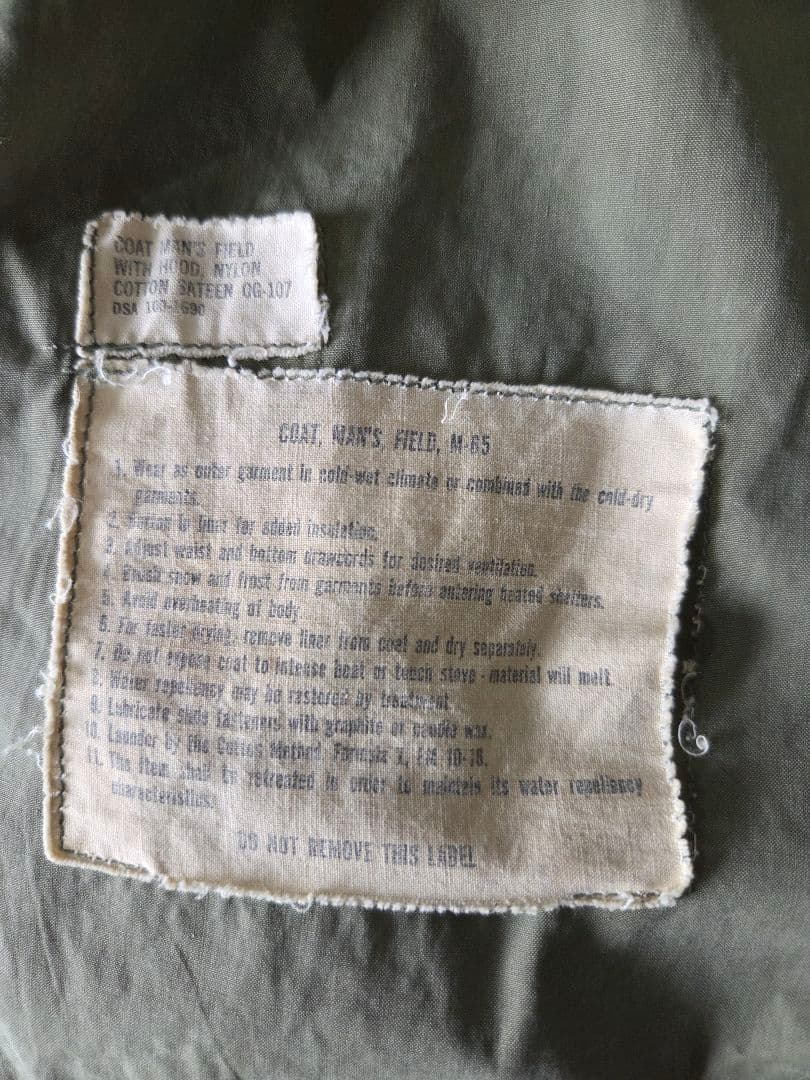 COAT MAN'S FIELD
WITH HOOD, NYLON
COTTON SATEEN OG-107
DSA 100-1690
COAT, MAN'S, FIELD, M-65
1. Wear as outer garment in cold-wet climate or combined with the cold-dry
garments.
2. in liner for added insulation.
3. Adjust waist and bottom drawcords for desired ventilation.
4. Brush snow and frost from garments before entering heated shelters.
5. Avoid overheating of body
6. For faster drying, remove liner from coat and dry separately.
7. Do not expose coat to intense heat or touch stove - material will melt
8. Water repellency may be restored by treatment.
9. Lubricate slide fasteners with graphite or candle wax.
10. Launder by the Cotton Method, Formula FM 10-16.
11. The item shall be retreated in order to maintain its water repellency
characteristics.
DO NOT REMOVE THIS LABEL